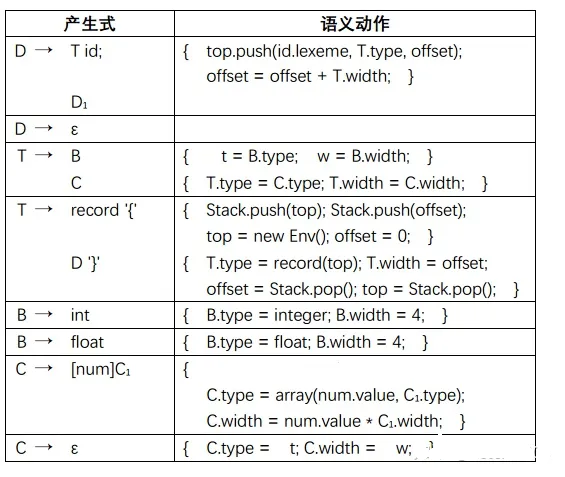 产生式 语义动作
D → T id; { top.push(id.lexeme, T.type, offset);
offset = offset + T.width; }
D₁
D → ε
T → B { t = B.type; w = B.width; }
C { T.type = C.type; T.width = C.width; }
T → record '{' { Stack.push(top); Stack.push(offset);
top = new Env(); offset = 0; }
D '}' { T.type = record(top); T.width = offset;
offset = Stack.pop(); top = Stack.pop(); }
B → int { B.type = integer; B.width = 4; }
B → float { B.type = float; B.width = 4; }
C → [num]C₁ {
C.type = array(num.value, C₁.type);
C.width = num.value * C₁.width; }
C → ε { C.type = t; C.width = w; }